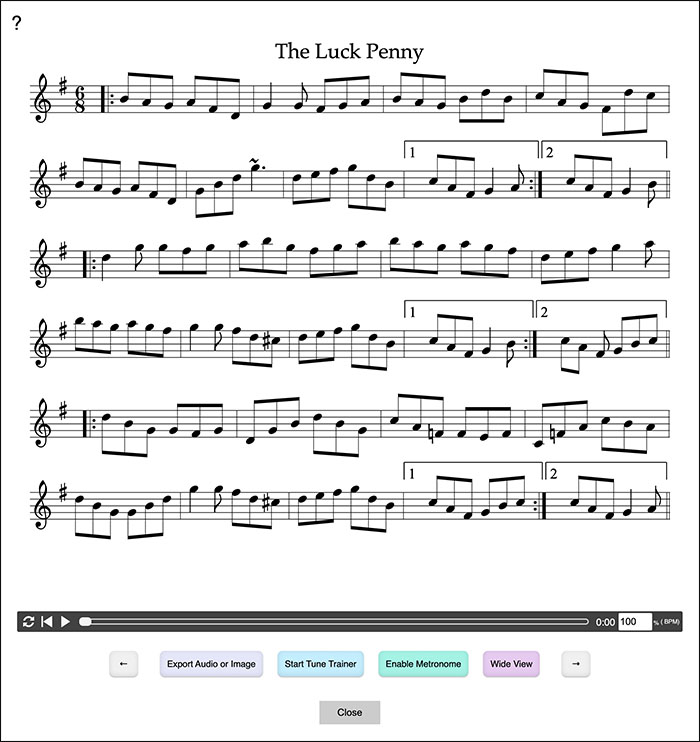 ?
The Luck Penny
6
8
1 2
1 2
1 2
0:00 100 % ( BPM)
← Export Audio or Image Start Tune Trainer Enable Metronome Wide View →
Close